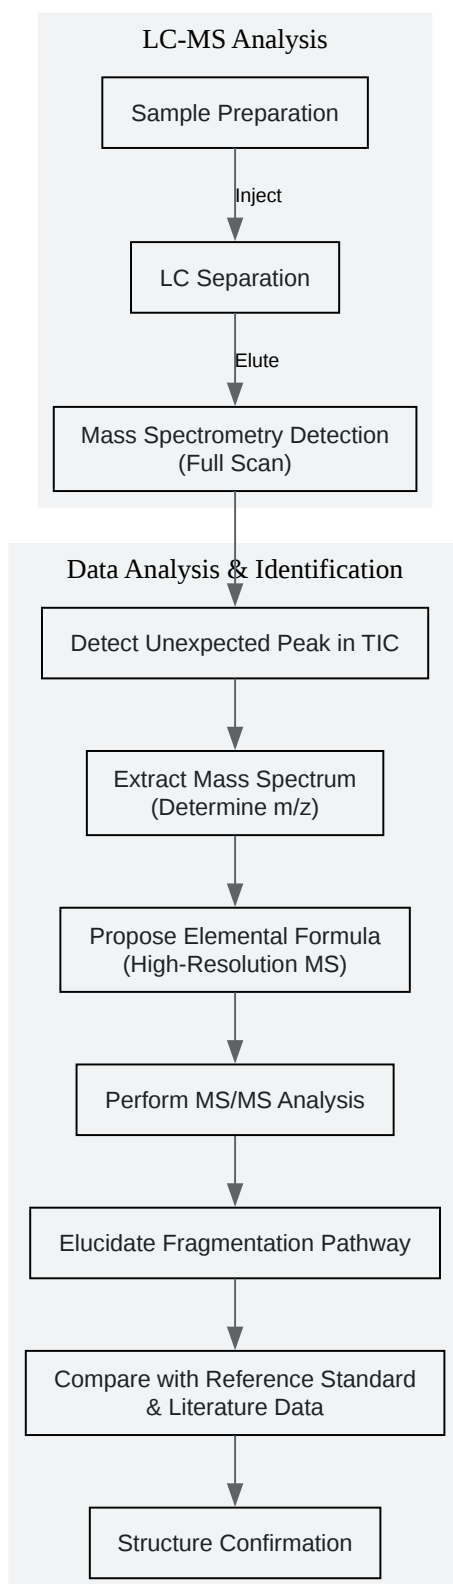 LC-MS Analysis
Sample Preparation
Inject
LC Separation
Elute
Mass Spectrometry Detection
(Full Scan)
Data Analysis & Identification
Detect Unexpected Peak in TIC
Extract Mass Spectrum
(Determine m/z)
Propose Elemental Formula
(High-Resolution MS)
Perform MS/MS Analysis
Elucidate Fragmentation Pathway
Compare with Reference Standard
& Literature Data
Structure Confirmation